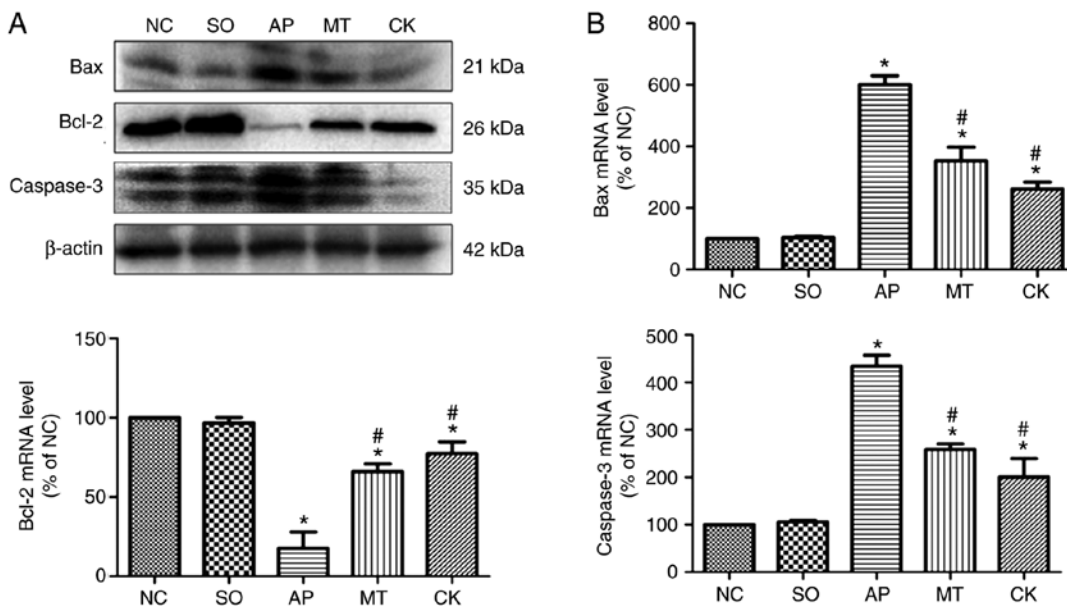 A
NC SO AP MT CK
Bax 21 kDa
Bcl-2 26 kDa
Caspase-3 35 kDa
β-actin 42 kDa
B
Bax mRNA level
(% of NC)
800
600
400
200
0
*
#
*
#
*
NC SO AP MT CK
Bcl-2 mRNA level
(% of NC)
150
100
50
0
*
#
*
#
*
NC SO AP MT CK
Caspase-3 mRNA level
(% of NC)
500
400
300
200
100
0
*
#
*
#
*
NC SO AP MT CK